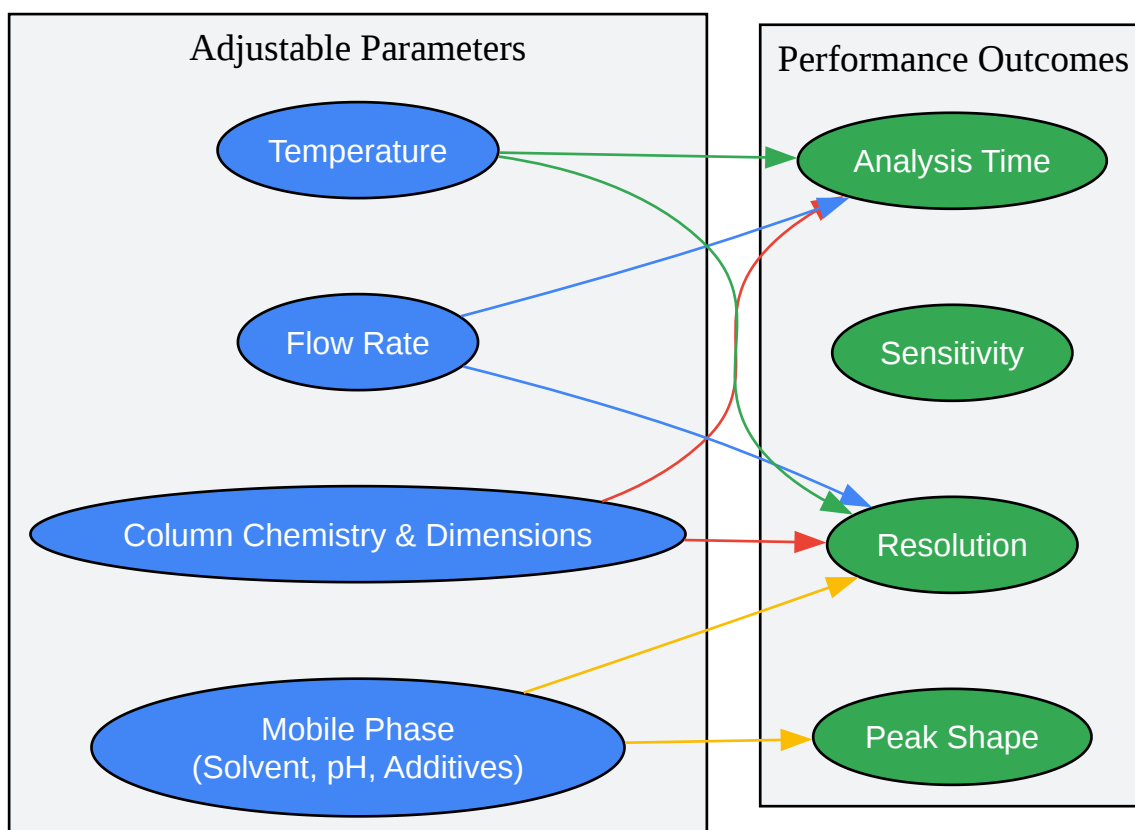 Adjustable Parameters
Temperature
Flow Rate
Column Chemistry & Dimensions
Mobile Phase
(Solvent, pH, Additives)
Performance Outcomes
Analysis Time
Sensitivity
Resolution
Peak Shape